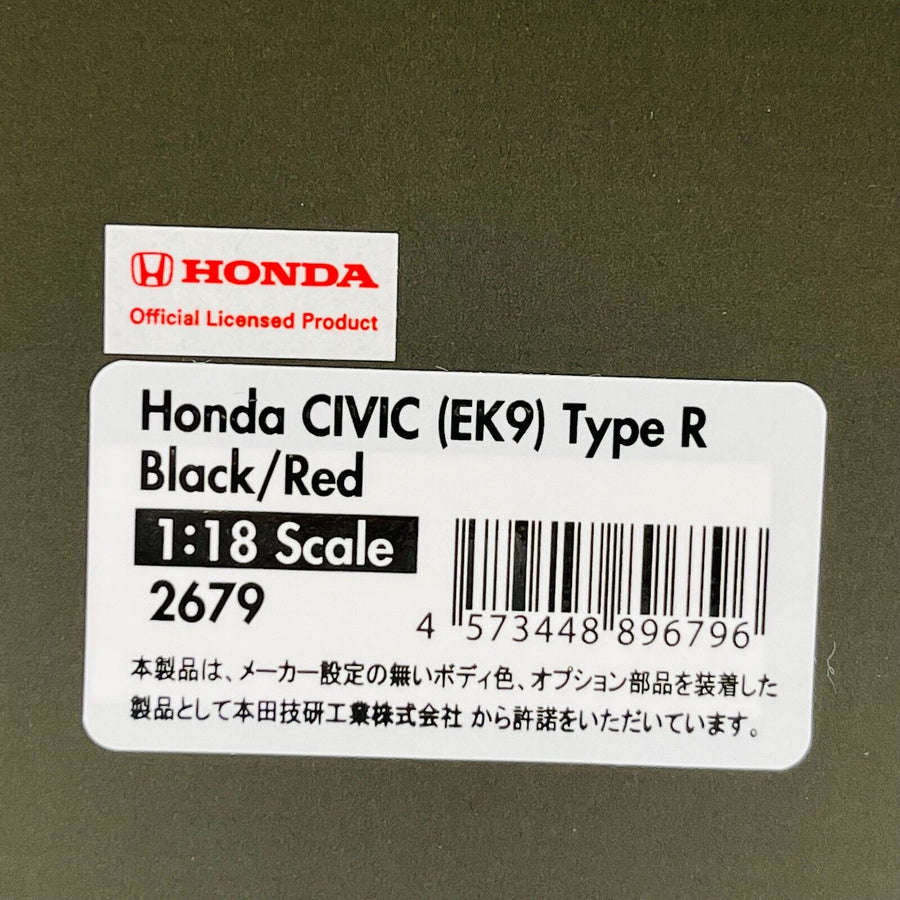 HONDA
Official Licensed Product
Honda CIVIC (EK9) Type R
Black/Red
1:18 Scale
2679
4 573448 896796
本製品は、メーカー設定の無いボディ色、オプション部品を装着した
製品として本田技研工業株式会社 から許諾をいただいています。